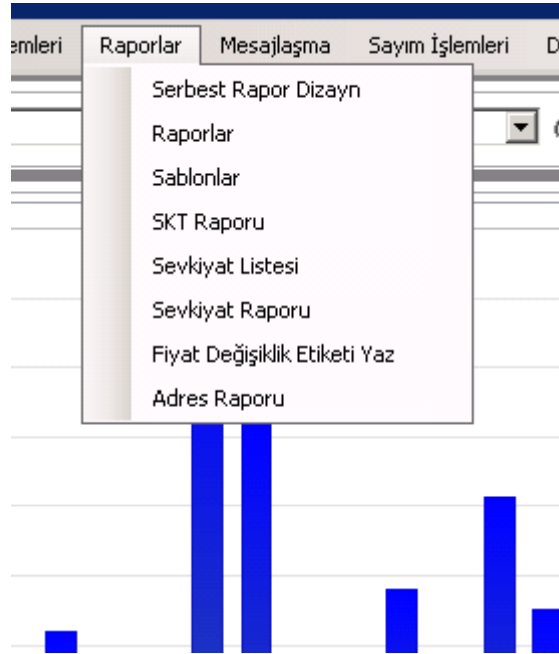 emleri Raporlar Mesajlaşma Sayım İşlemleri D
Serbest Rapor Dizayn
Raporlar
Sablonlar
SKT Raporu
Sevkiyat Listesi
Sevkiyat Raporu
Fiyat Değişiklik Etiketi Yaz
Adres Raporu